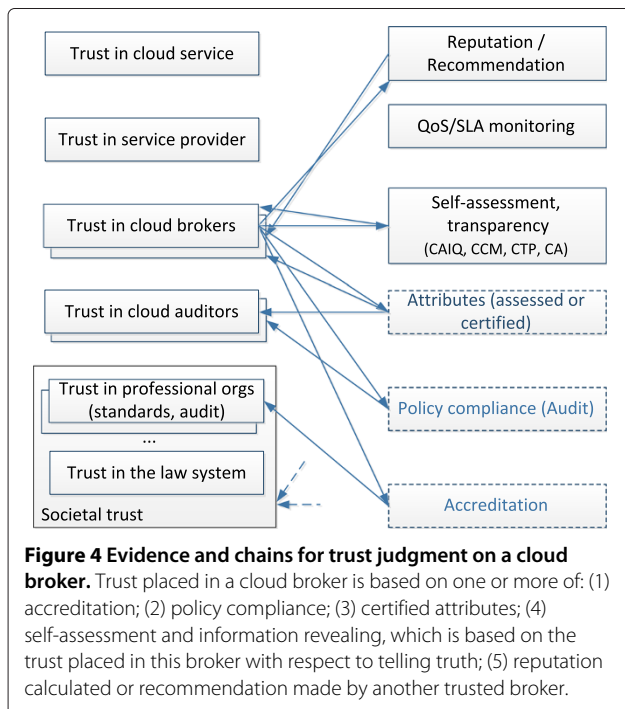 Trust in cloud service
Trust in service provider
Trust in cloud brokers
Trust in cloud auditors
Trust in professional orgs
(standards, audit)
...
Trust in the law system
Societal trust
Reputation /
Recommendation
QoS/SLA monitoring
Self-assessment,
transparency
(CAIQ, CCM, CTP, CA)
Attributes (assessed or
certified)
Policy compliance (Audit)
Accreditation
Figure 4 Evidence and chains for trust judgment on a cloud
broker. Trust placed in a cloud broker is based on one or more of: (1)
accreditation; (2) policy compliance; (3) certified attributes; (4)
self-assessment and information revealing, which is based on the
trust placed in this broker with respect to telling truth; (5) reputation
calculated or recommendation made by another trusted broker.